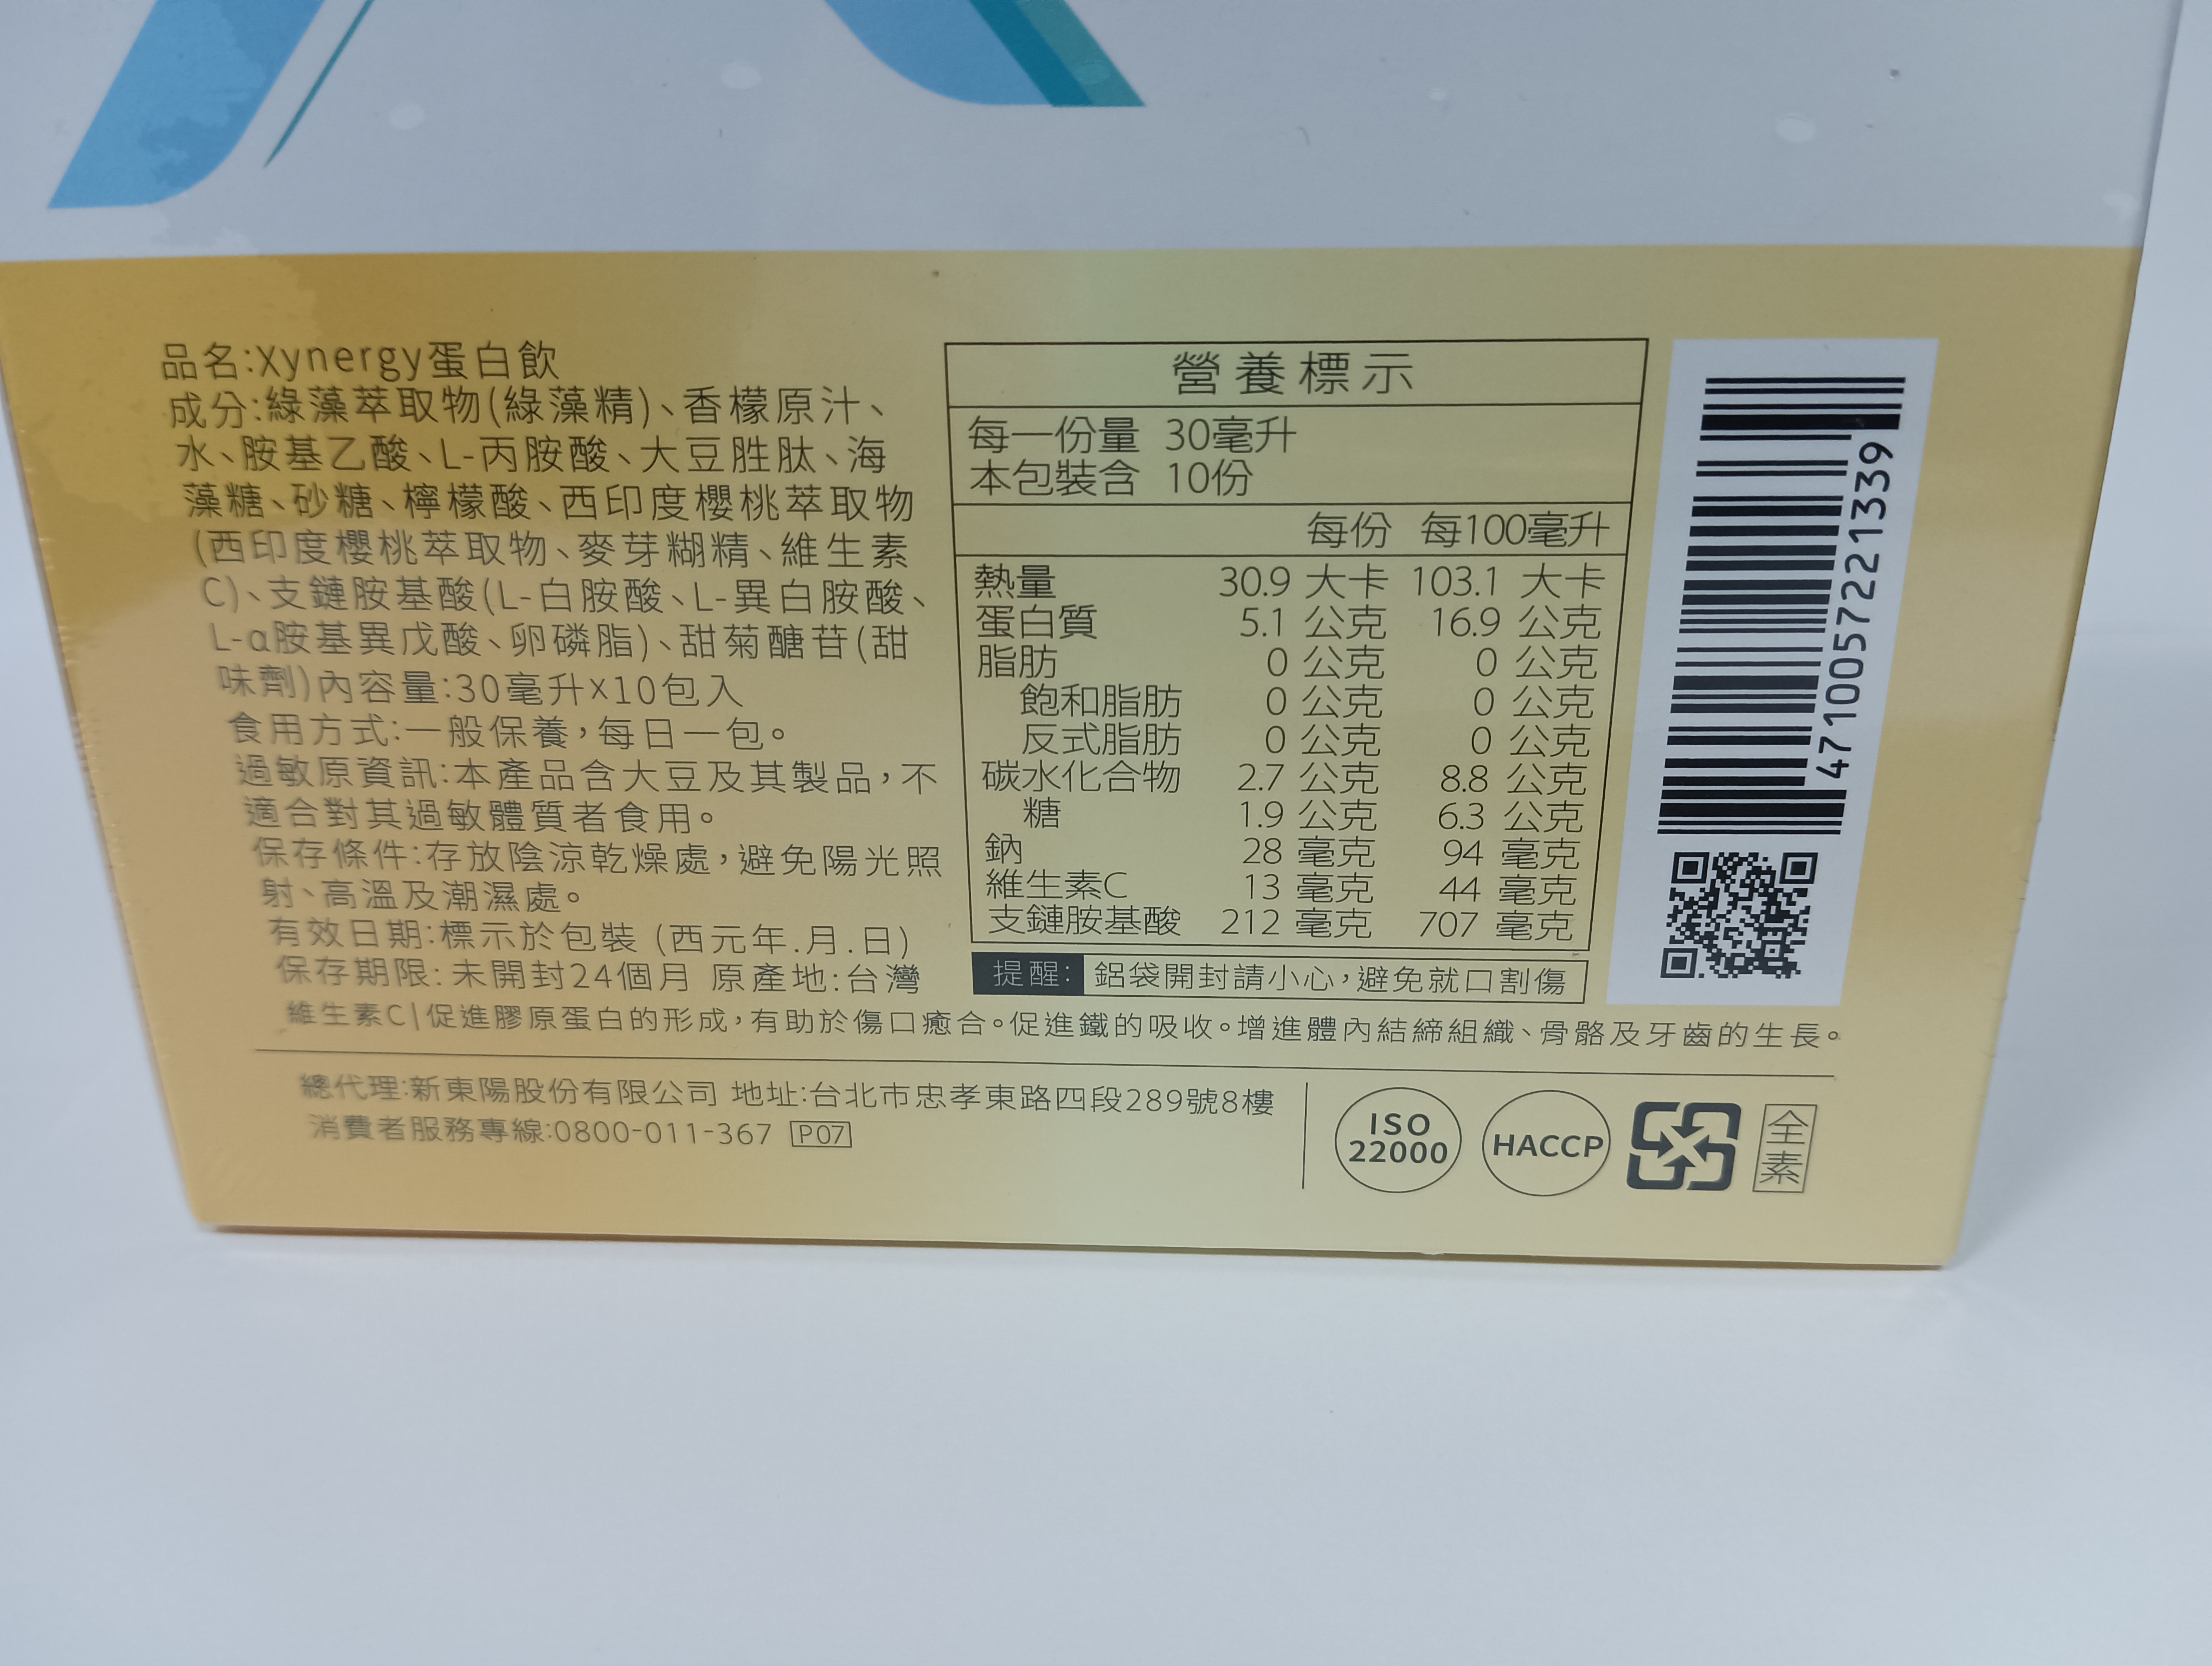 品名:Xynergy蛋白飲
成分:綠藻萃取物(綠藻精)、香檬原汁、
水、胺基乙酸、L-丙胺酸、大豆胜肽、海
藻糖、砂糖、檸檬酸、西印度櫻桃萃取物
(西印度櫻桃萃取物、麥芽糊精、維生素
C)、支鏈胺基酸(L-白胺酸、L-異白胺酸、
L-α胺基異戊酸、卵磷脂)、甜菊醣苷(甜
味劑)內容量:30毫升x10包入
食用方式:一般保養,每日一包。
過敏原資訊:本產品含大豆及其製品,不
適合對其過敏體質者食用。
保存條件:存放陰涼乾燥處,避免陽光照
射、高溫及潮濕處。
有效日期:標示於包裝 (西元年.月.日)
保存期限: 未開封24個月 原產地:台灣
營養標示
每一份量 30毫升
本包裝含 10份
每份 每100毫升
熱量 30.9 大卡 103.1 大卡
蛋白質 5.1 公克 16.9 公克
脂肪 0 公克 0 公克
飽和脂肪 0 公克 0 公克
反式脂肪 0 公克 0 公克
碳水化合物 2.7 公克 8.8 公克
糖 1.9 公克 6.3 公克
鈉 28 毫克 94 毫克
維生素C 13 毫克 44 毫克
支鏈胺基酸 212 毫克 707 毫克
提醒: 鋁袋開封請小心,避免就口割傷
4710057221339
維生素C|促進膠原蛋白的形成,有助於傷口癒合。促進鐵的吸收。增進體內結締組織、骨骼及牙齒的生長。
總代理:新東陽股份有限公司 地址:台北市忠孝東路四段289號8樓
消費者服務專線:0800-011-367 P07
ISO
22000
HACCP
全
素